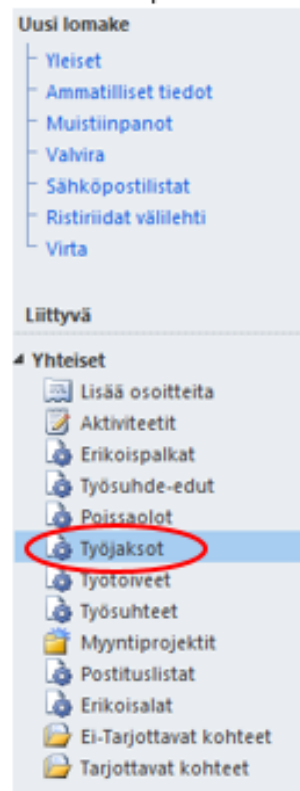 Uusi lomake
Yleiset
Ammatilliset tiedot
Muistiinpanot
Valvira
Sähköpostilistat
Ristiriidat välilehti
Virta
Liittyvä
Yhteiset
Lisää osoitteita
Aktiviteetit
Erikoispalkat
Työsuhde-edut
Poissaolot
Työjaksot
Työtoiveet
Työsuhteet
Myyntiprojektit
Postituslistat
Erikoisalat
Ei-Tarjottavat kohteet
Tarjottavat kohteet